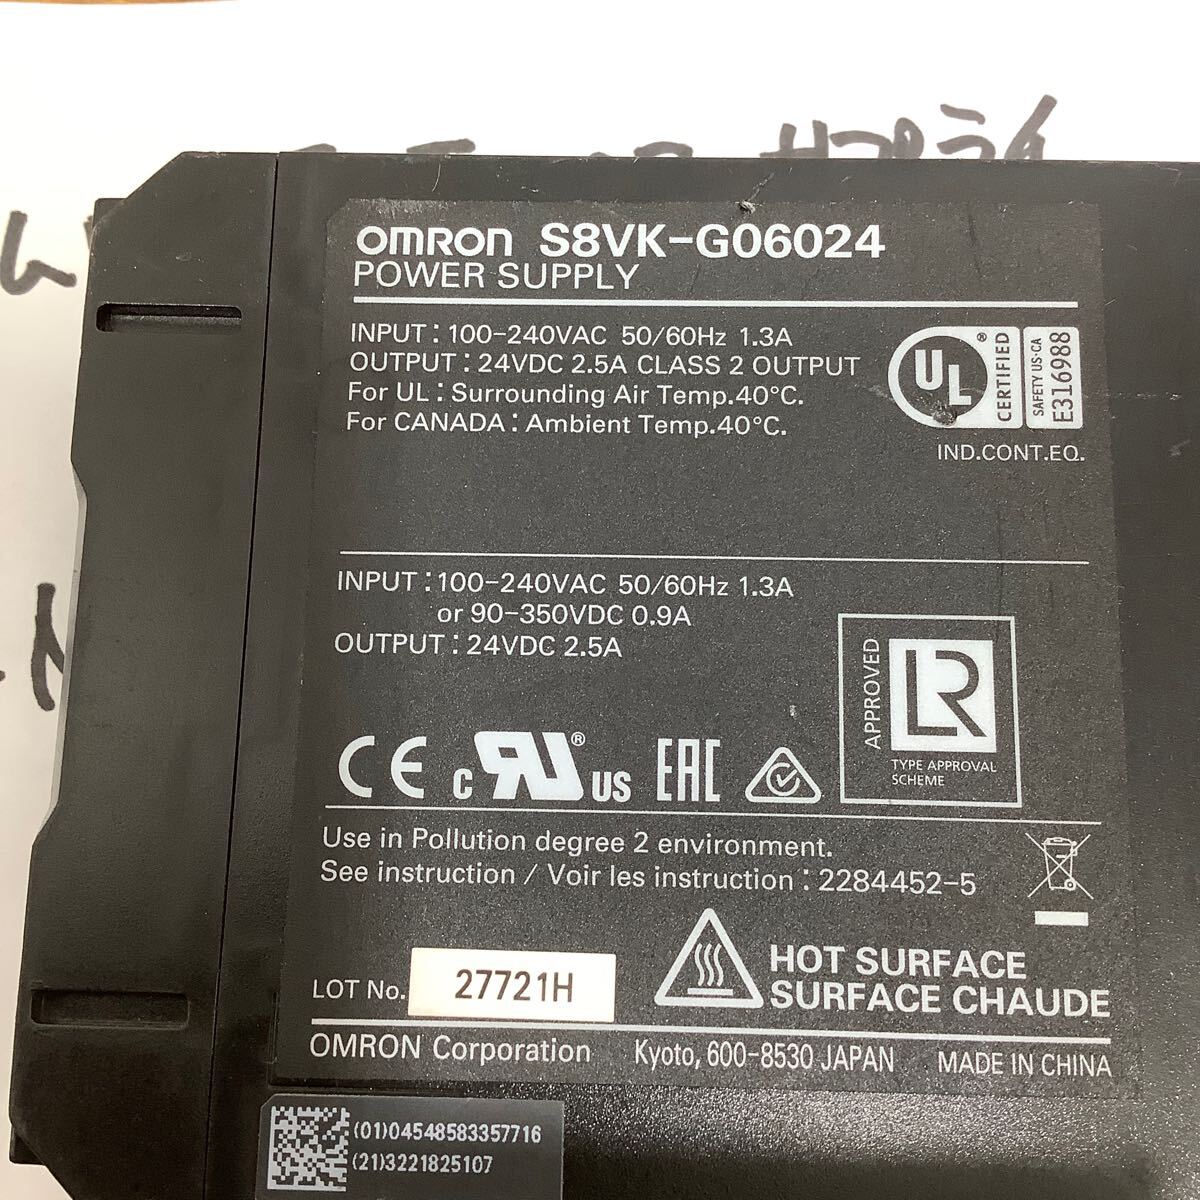 OMRON S8VK-G06024
POWER SUPPLY
INPUT : 100-240VAC 50/60Hz 1.3A
OUTPUT : 24VDC 2.5A CLASS 2 OUTPUT
For UL : Surrounding Air Temp.40°C.
For CANADA : Ambient Temp.40°C.
UL ® CERTIFIED SAFETY US-CA E316988
IND.CONT.EQ.
INPUT : 100-240VAC 50/60Hz 1.3A
or 90-350VDC 0.9A
OUTPUT : 24VDC 2.5A
APPROVED LR
TYPE APPROVAL
SCHEME
CE c RU ® US EAC
Use in Pollution degree 2 environment.
See instruction / Voir les instruction : 2284452-5
HOT SURFACE
SURFACE CHAUDE
LOT No. 27721H
OMRON Corporation Kyoto, 600-8530 JAPAN MADE IN CHINA
(01)04548583357716
(21)3221825107